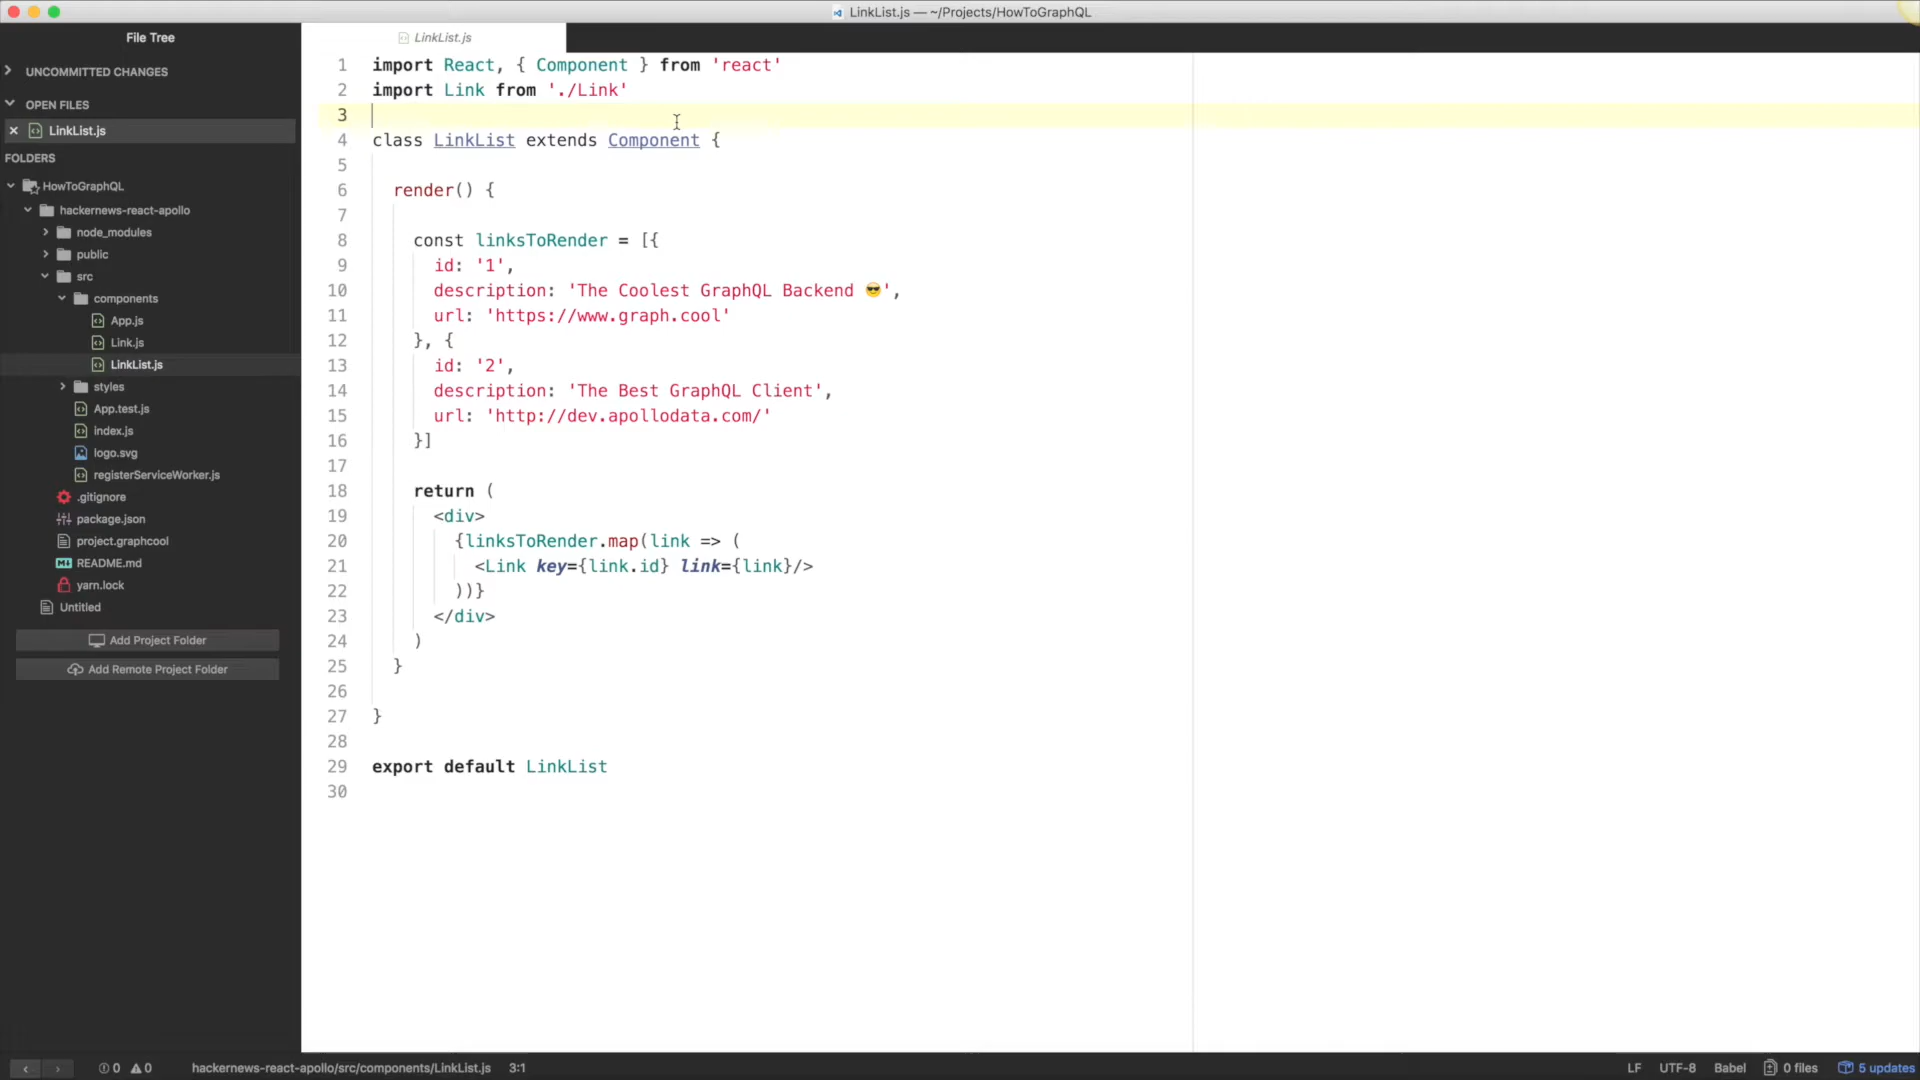 LinkList.js — ~/Projects/HowToGraphQL
File Tree
UNCOMMITTED CHANGES
OPEN FILES
LinkList.js
FOLDERS
HowToGraphQL
hackernews-react-apollo
node_modules
public
src
components
App.js
Link.js
LinkList.js
styles
App.test.js
index.js
logo.svg
registerServiceWorker.js
.gitignore
package.json
project.graphcool
README.md
yarn.lock
Untitled
Add Project Folder
Add Remote Project Folder
LinkList.js
1 import React, { Component } from 'react'
2 import Link from './Link'
3
4 class LinkList extends Component {
5
6 render() {
7
8 const linksToRender = [{
9 id: '1',
10 description: 'The Coolest GraphQL Backend 😎',
11 url: 'https://www.graph.cool'
12 }, {
13 id: '2',
14 description: 'The Best GraphQL Client',
15 url: 'http://dev.apollodata.com/'
16 }]
17
18 return (
19 <div>
20 {linksToRender.map(link => (
21 <Link key={link.id} link={link}/>
22 ))}
23 </div>
24 )
25 }
26
27 }
28
29 export default LinkList
30
0 0 hackernews-react-apollo/src/components/LinkList.js 3:1 LF UTF-8 Babel 0 files 5 updates